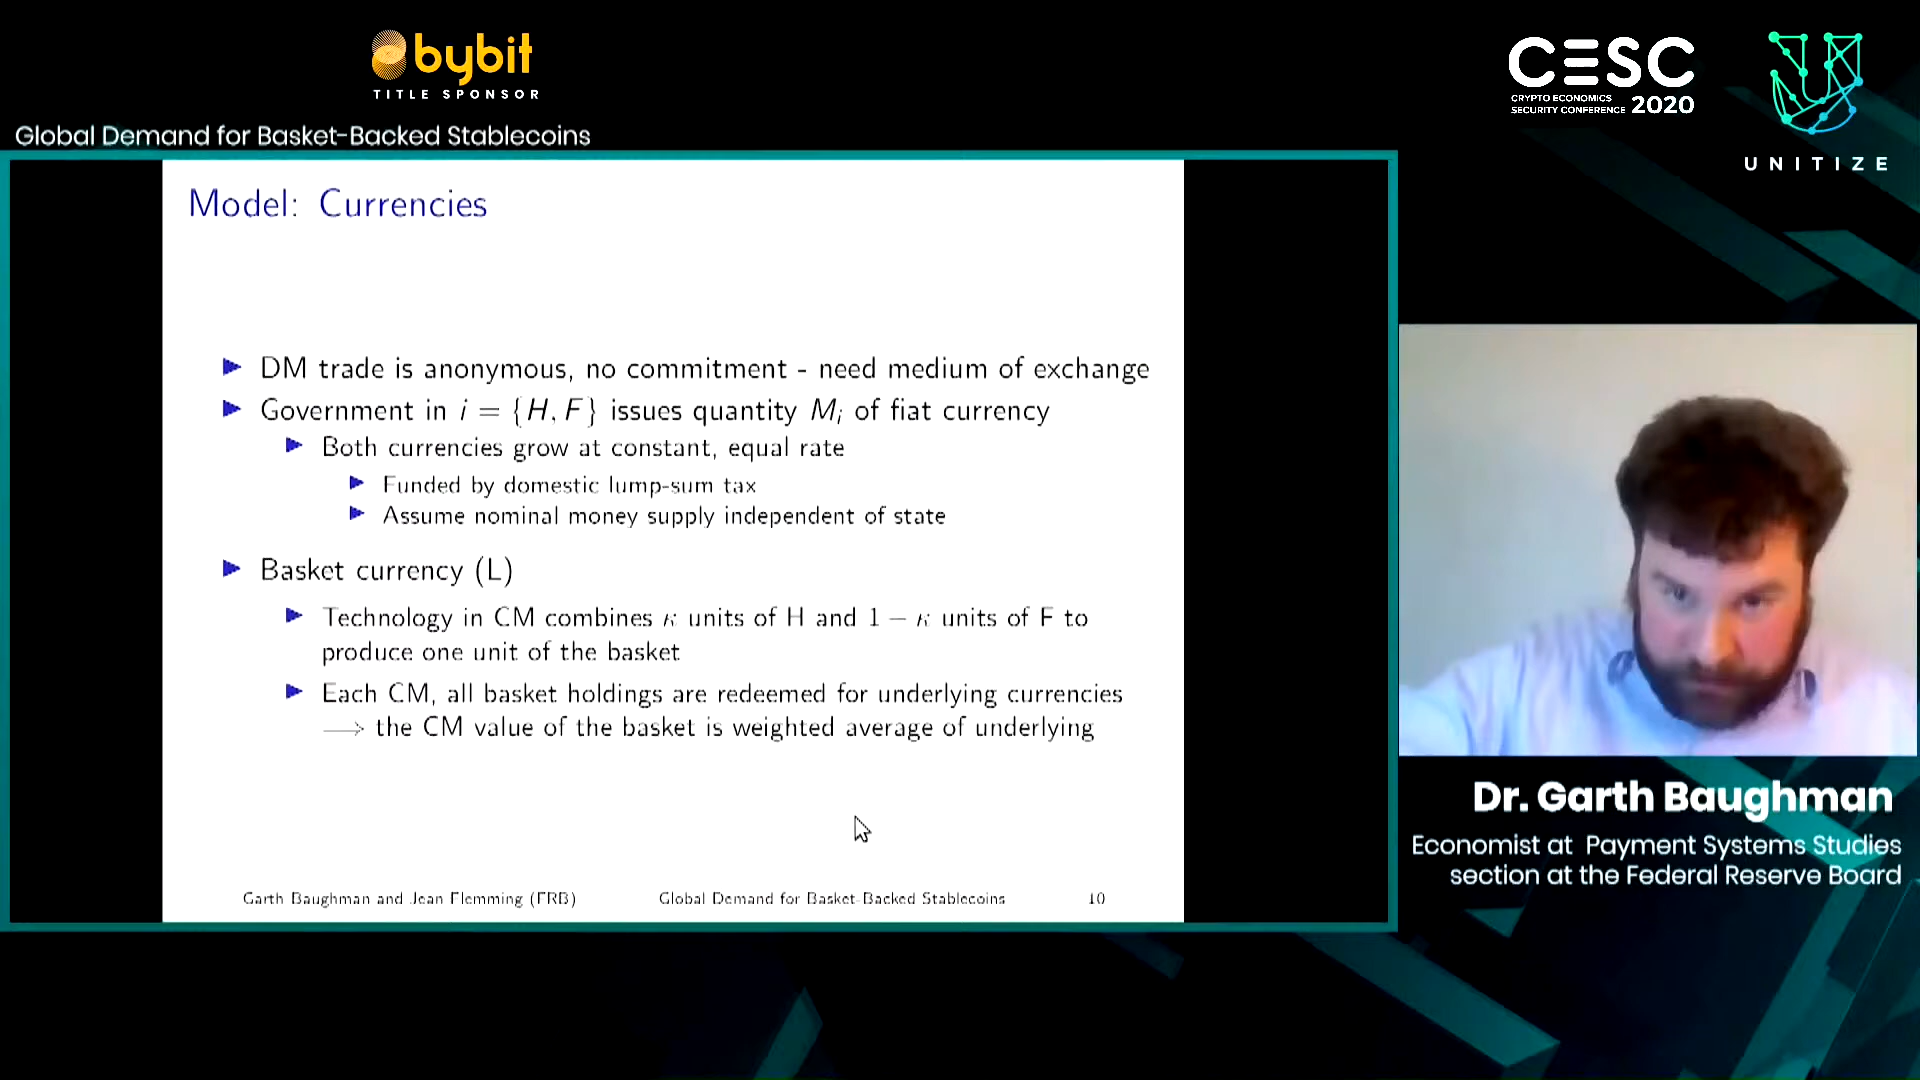 bybit
TITLE SPONSOR
CESC
CRYPTO ECONOMICS
SECURITY CONFERENCE 2020
UNITIZE
Global Demand for Basket-Backed Stablecoins
Model: Currencies
DM trade is anonymous, no commitment - need medium of exchange
Government in i = {H, F} issues quantity Mᵢ of fiat currency
Both currencies grow at constant, equal rate
Funded by domestic lump-sum tax
Assume nominal money supply independent of state
Basket currency (L)
Technology in CM combines κ units of H and 1 − κ units of F to
produce one unit of the basket
Each CM, all basket holdings are redeemed for underlying currencies
⟹ the CM value of the basket is weighted average of underlying
Garth Baughman and Jean Flemming (FRB) Global Demand for Basket-Backed Stablecoins 10
Dr. Garth Baughman
Economist at Payment Systems Studies
section at the Federal Reserve Board